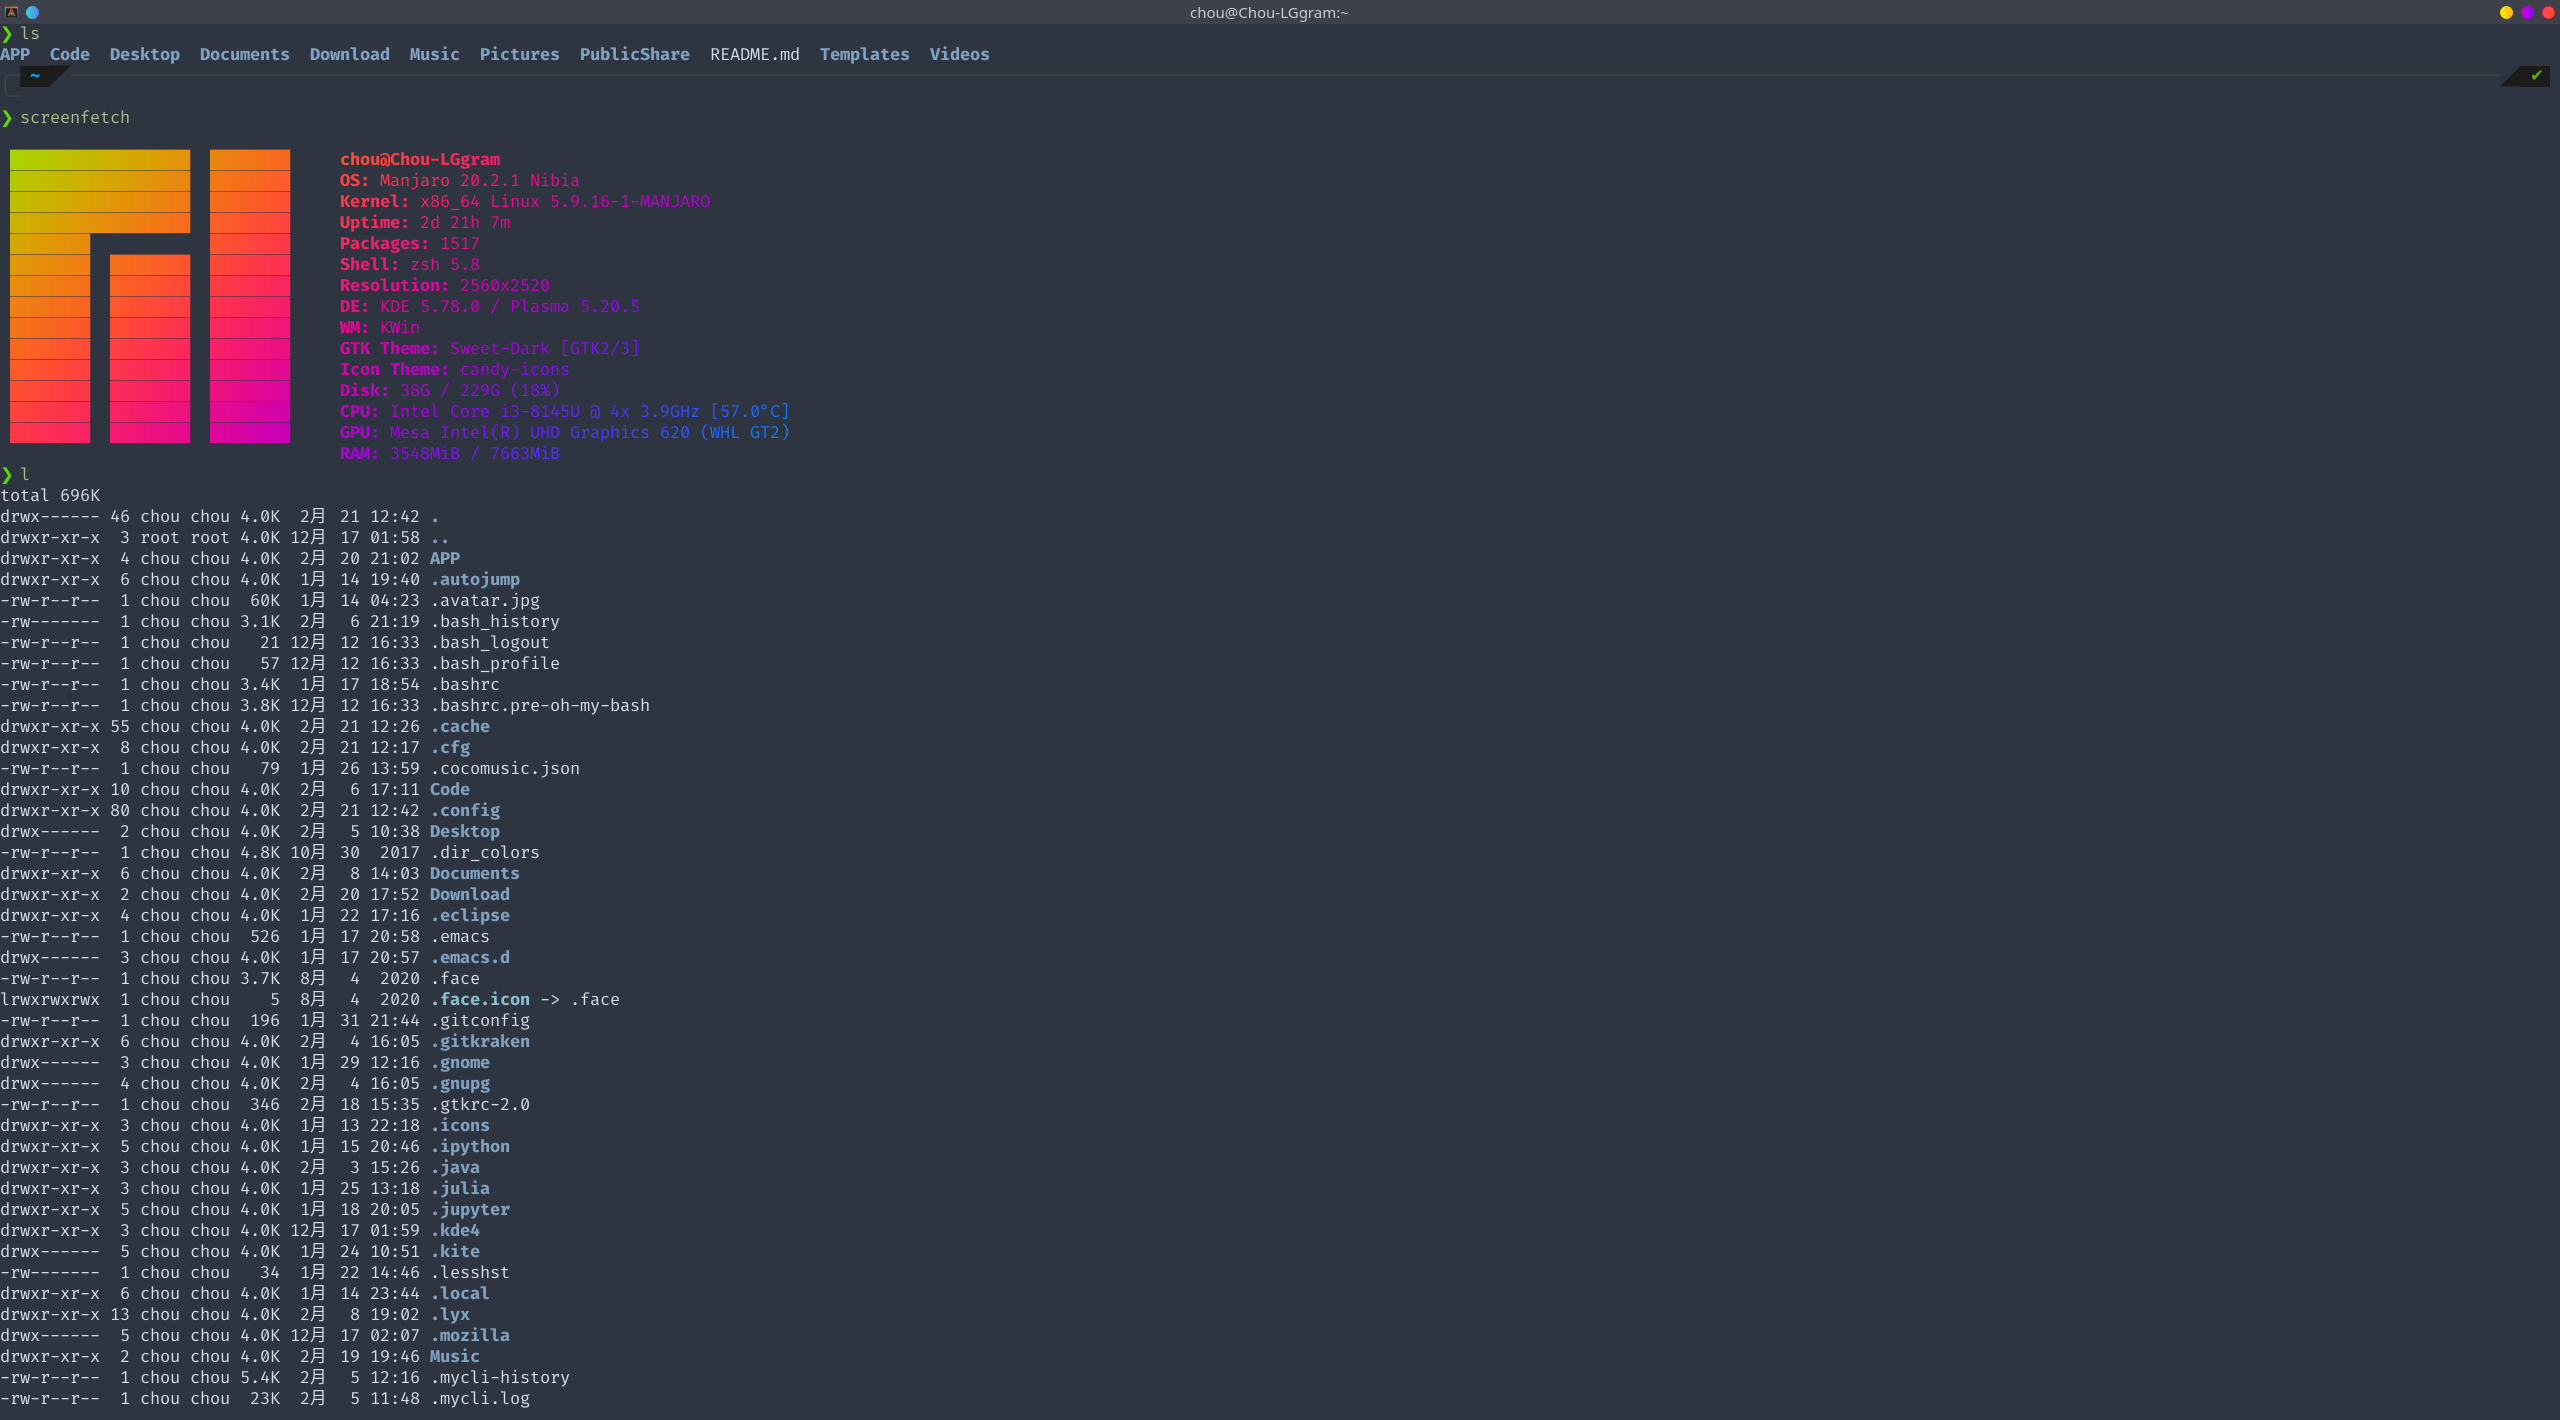 chou@Chou-LGgram:~
❯ ls
APP  Code  Desktop  Documents  Download  Music  Pictures  PublicShare  README.md  Templates  Videos
~ ✔
❯ screenfetch
chou@Chou-LGgram
OS: Manjaro 20.2.1 Nibia
Kernel: x86_64 Linux 5.9.16-1-MANJARO
Uptime: 2d 21h 7m
Packages: 1517
Shell: zsh 5.8
Resolution: 2560x2520
DE: KDE 5.78.0 / Plasma 5.20.5
WM: KWin
GTK Theme: Sweet-Dark [GTK2/3]
Icon Theme: candy-icons
Disk: 38G / 229G (18%)
CPU: Intel Core i3-8145U @ 4x 3.9GHz [57.0°C]
GPU: Mesa Intel(R) UHD Graphics 620 (WHL GT2)
RAM: 3548MiB / 7663MiB
❯ l
total 696K
drwx------ 46 chou chou 4.0K  2月 21 12:42 .
drwxr-xr-x  3 root root 4.0K 12月 17 01:58 ..
drwxr-xr-x  4 chou chou 4.0K  2月 20 21:02 APP
drwxr-xr-x  6 chou chou 4.0K  1月 14 19:40 .autojump
-rw-r--r--  1 chou chou  60K  1月 14 04:23 .avatar.jpg
-rw-------  1 chou chou 3.1K  2月  6 21:19 .bash_history
-rw-r--r--  1 chou chou   21 12月 12 16:33 .bash_logout
-rw-r--r--  1 chou chou   57 12月 12 16:33 .bash_profile
-rw-r--r--  1 chou chou 3.4K  1月 17 18:54 .bashrc
-rw-r--r--  1 chou chou 3.8K 12月 12 16:33 .bashrc.pre-oh-my-bash
drwxr-xr-x 55 chou chou 4.0K  2月 21 12:26 .cache
drwxr-xr-x  8 chou chou 4.0K  2月 21 12:17 .cfg
-rw-r--r--  1 chou chou   79  1月 26 13:59 .cocomusic.json
drwxr-xr-x 10 chou chou 4.0K  2月  6 17:11 Code
drwxr-xr-x 80 chou chou 4.0K  2月 21 12:42 .config
drwx------  2 chou chou 4.0K  2月  5 10:38 Desktop
-rw-r--r--  1 chou chou 4.8K 10月 30  2017 .dir_colors
drwxr-xr-x  6 chou chou 4.0K  2月  8 14:03 Documents
drwxr-xr-x  2 chou chou 4.0K  2月 20 17:52 Download
drwxr-xr-x  4 chou chou 4.0K  1月 22 17:16 .eclipse
-rw-r--r--  1 chou chou  526  1月 17 20:58 .emacs
drwx------  3 chou chou 4.0K  1月 17 20:57 .emacs.d
-rw-r--r--  1 chou chou 3.7K  8月  4  2020 .face
lrwxrwxrwx  1 chou chou    5  8月  4  2020 .face.icon -> .face
-rw-r--r--  1 chou chou  196  1月 31 21:44 .gitconfig
drwxr-xr-x  6 chou chou 4.0K  2月  4 16:05 .gitkraken
drwx------  3 chou chou 4.0K  1月 29 12:16 .gnome
drwx------  4 chou chou 4.0K  2月  4 16:05 .gnupg
-rw-r--r--  1 chou chou  346  2月 18 15:35 .gtkrc-2.0
drwxr-xr-x  3 chou chou 4.0K  1月 13 22:18 .icons
drwxr-xr-x  5 chou chou 4.0K  1月 15 20:46 .ipython
drwxr-xr-x  3 chou chou 4.0K  2月  3 15:26 .java
drwxr-xr-x  3 chou chou 4.0K  1月 25 13:18 .julia
drwxr-xr-x  5 chou chou 4.0K  1月 18 20:05 .jupyter
drwxr-xr-x  3 chou chou 4.0K 12月 17 01:59 .kde4
drwx------  5 chou chou 4.0K  1月 24 10:51 .kite
-rw-------  1 chou chou   34  1月 22 14:46 .lesshst
drwxr-xr-x  6 chou chou 4.0K  1月 14 23:44 .local
drwxr-xr-x 13 chou chou 4.0K  2月  8 19:02 .lyx
drwx------  5 chou chou 4.0K 12月 17 02:07 .mozilla
drwxr-xr-x  2 chou chou 4.0K  2月 19 19:46 Music
-rw-r--r--  1 chou chou 5.4K  2月  5 12:16 .mycli-history
-rw-r--r--  1 chou chou  23K  2月  5 11:48 .mycli.log